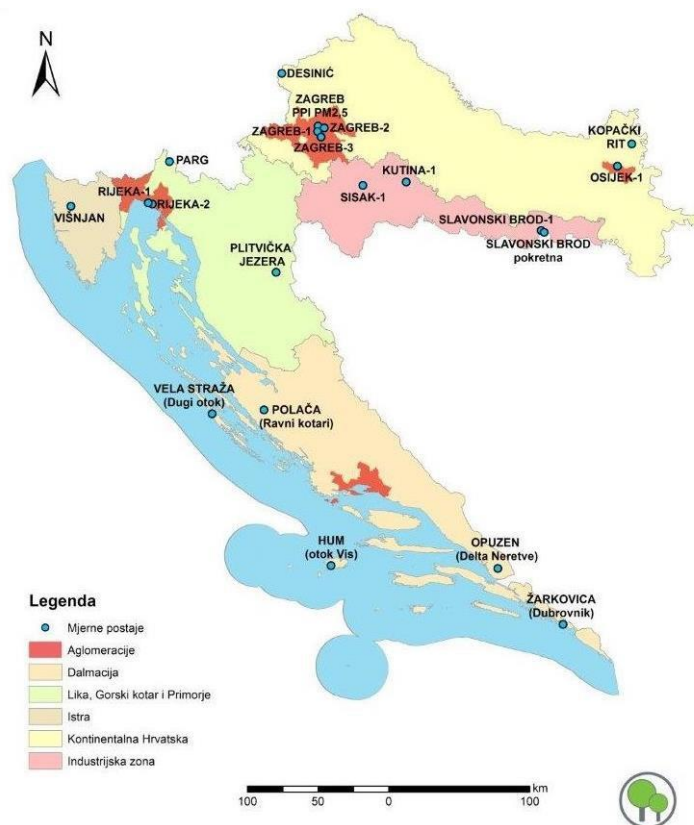 N
DESINIĆ
ZAGREB
PPI PM2,5
ZAGREB-1
ZAGREB-2
ZAGREB-3
KOPAČKI
RIT
OSIJEK-1
PARG
KUTINA-1
SISAK-1
RIJEKA-1
RIJEKA-2
VIŠNJAN
SLAVONSKI BROD-1
SLAVONSKI BROD
pokretna
PLITVIČKA
JEZERA
VELA STRAŽA
(Dugi otok)
POLAČA
(Ravni kotari)
HUM
(otok Vis)
OPUZEN
(Delta Neretve)
ŽARKOVICA
(Dubrovnik)
Legenda
Mjerne postaje
Aglomeracije
Dalmacija
Lika, Gorski kotar i Primorje
Istra
Kontinentalna Hrvatska
Industrijska zona
km
100 50 0 100